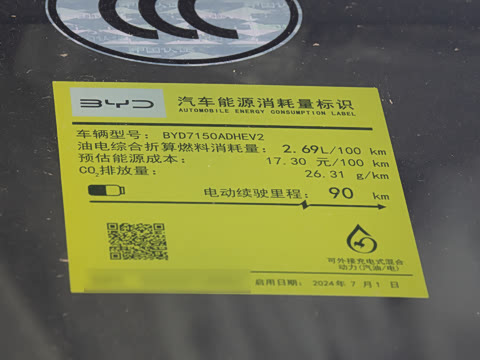 CCC
BYD 汽车能源消耗量标识
AUTOMOBILE ENERGY CONSUMPTION LABEL
车辆型号: BYD7150ADHEV2
油电综合折算燃料消耗量: 2.69L/100 km
预估能源成本: 17.30 元/100 km
CO₂排放量: 26.31 g/km
电动续驶里程: 90 km
可外接充电式混合
动力(汽油/电)
启用日期: 2024年 7 月 1 日